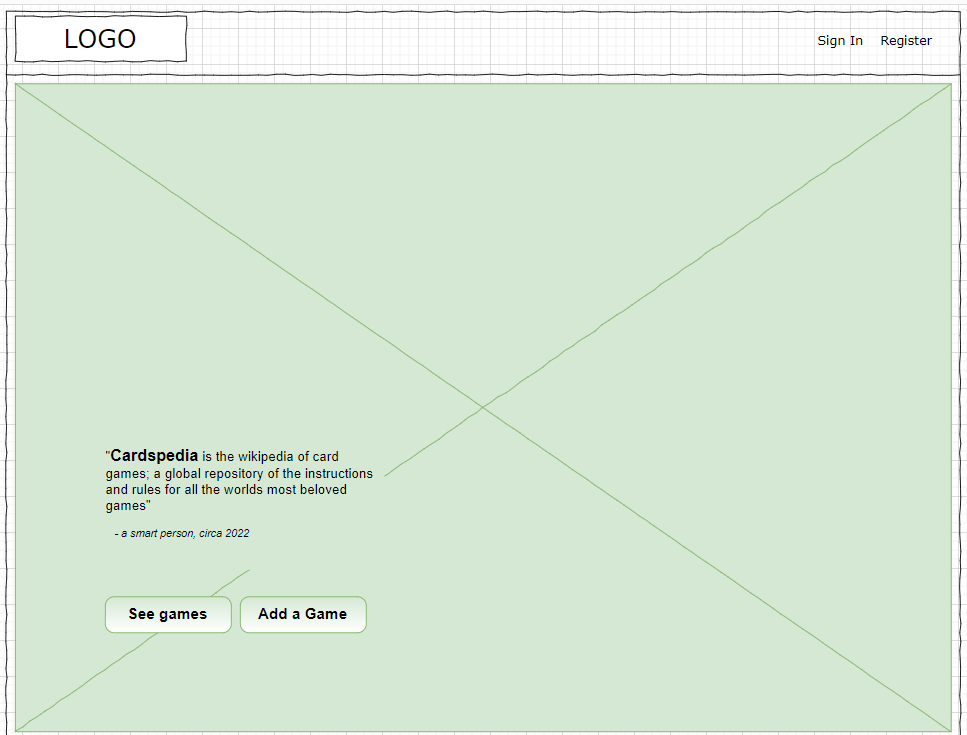 LOGO
Sign In Register
"Cardspedia is the wikipedia of card
games; a global repository of the instructions
and rules for all the worlds most beloved
games"
- a smart person, circa 2022
See games Add a Game